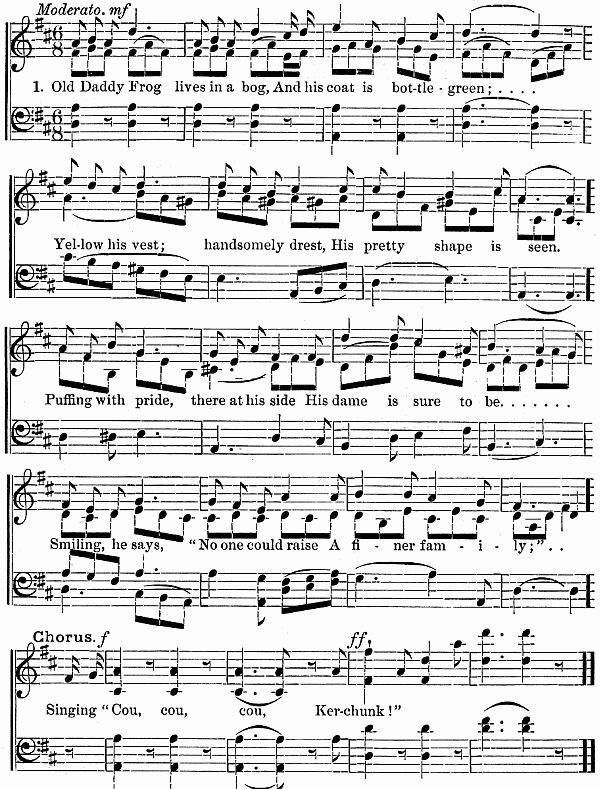 Moderato. mf
1. Old Daddy Frog lives in a bog, And his coat is bot-tle-green; . . . .
Yel-low his vest; handsomely drest, His pretty shape is seen.
Puffing with pride, there at his side His dame is sure to be. . . . . . .
Smiling, he says, “No one could raise A fi - ner fam - i - ly;” . .
Chorus. f ff
Singing “Cou, cou, cou, Ker-chunk!”